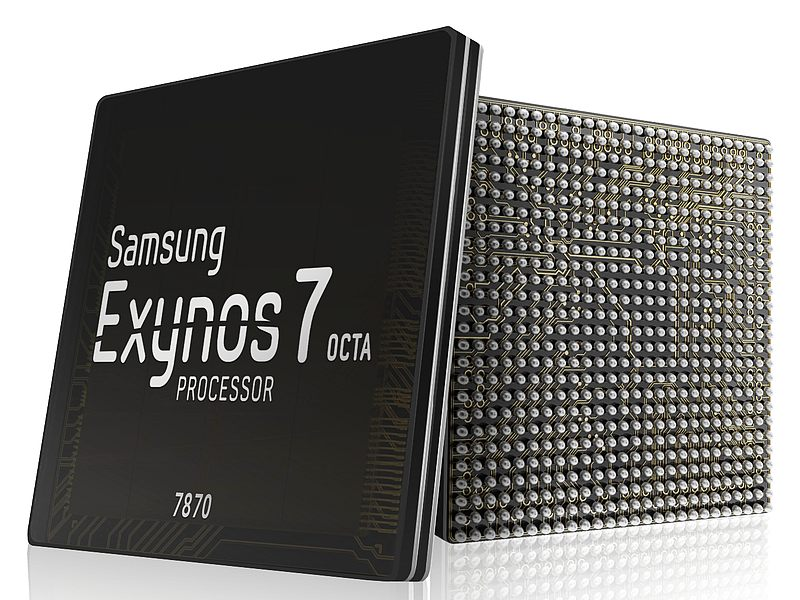 Samsung
Exynos 7 OCTA
PROCESSOR
7870